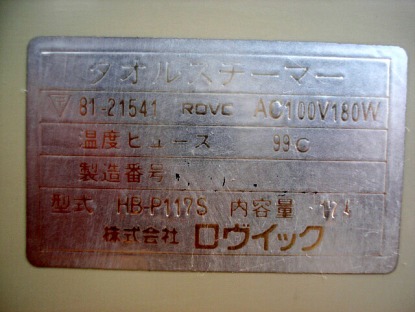 タオルスチーマー
▽ 81-21541 ROVC AC100V180W
温度ヒューズ 99℃
製造番号
型式 HB-P117S 内容量 17ℓ
株式会社 ロヴイック